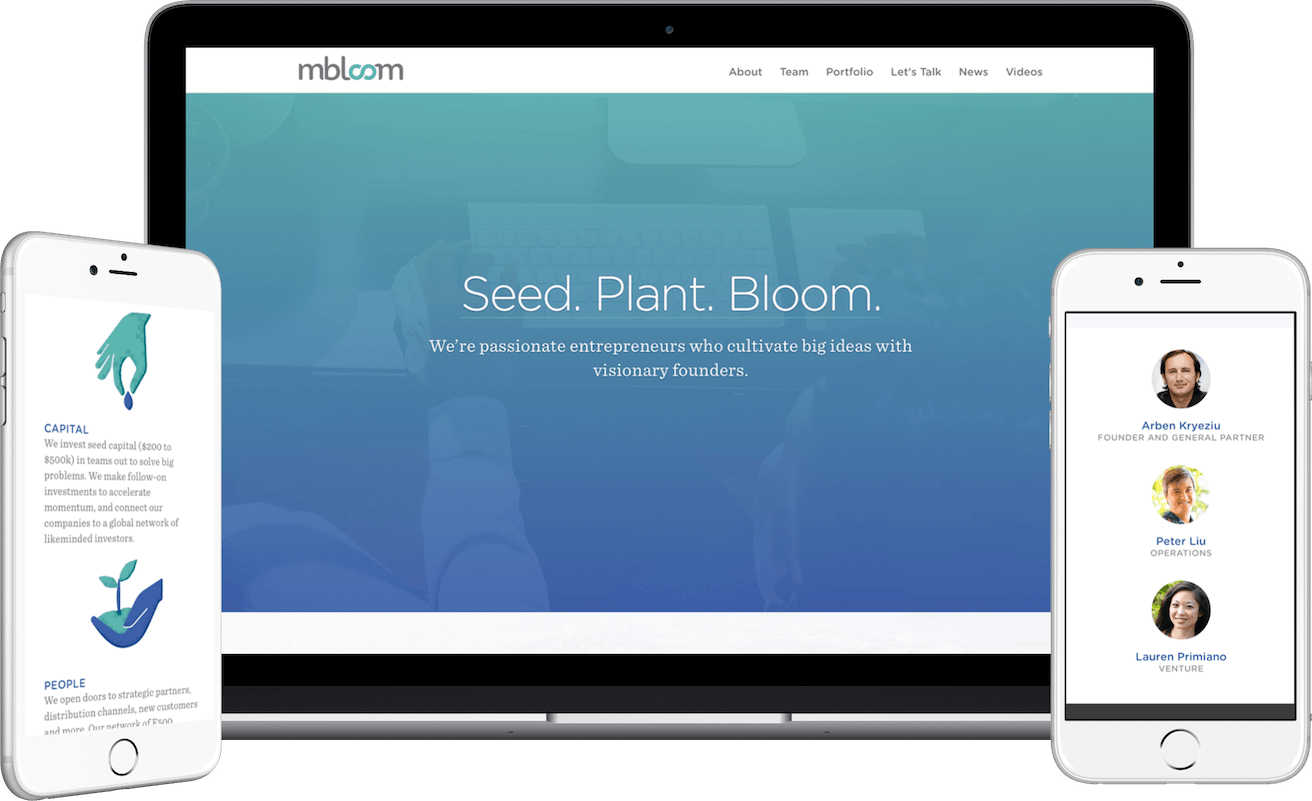 mbloom
About Team Portfolio Let's Talk News Videos
Seed. Plant. Bloom.
We're passionate entrepreneurs who cultivate big ideas with
visionary founders.
CAPITAL
We invest seed capital ($200 to
$500k) in teams out to solve big
problems. We make follow-on
investments to accelerate
momentum, and connect our
companies to a global network of
likeminded investors.
PEOPLE
We open doors to strategic partners,
distribution channels, new customers
and more. Our network of F500
Arben Kryeziu
FOUNDER AND GENERAL PARTNER
Peter Liu
OPERATIONS
Lauren Primiano
VENTURE